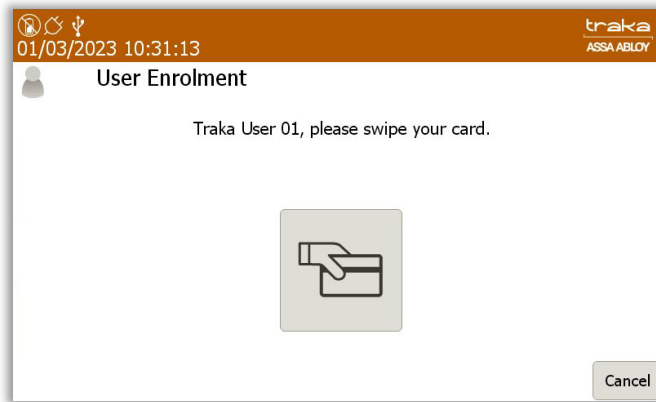 traka
01/03/2023 10:31:13
ASSA ABLOY
User Enrolment
Traka User 01, please swipe your card.
Cancel